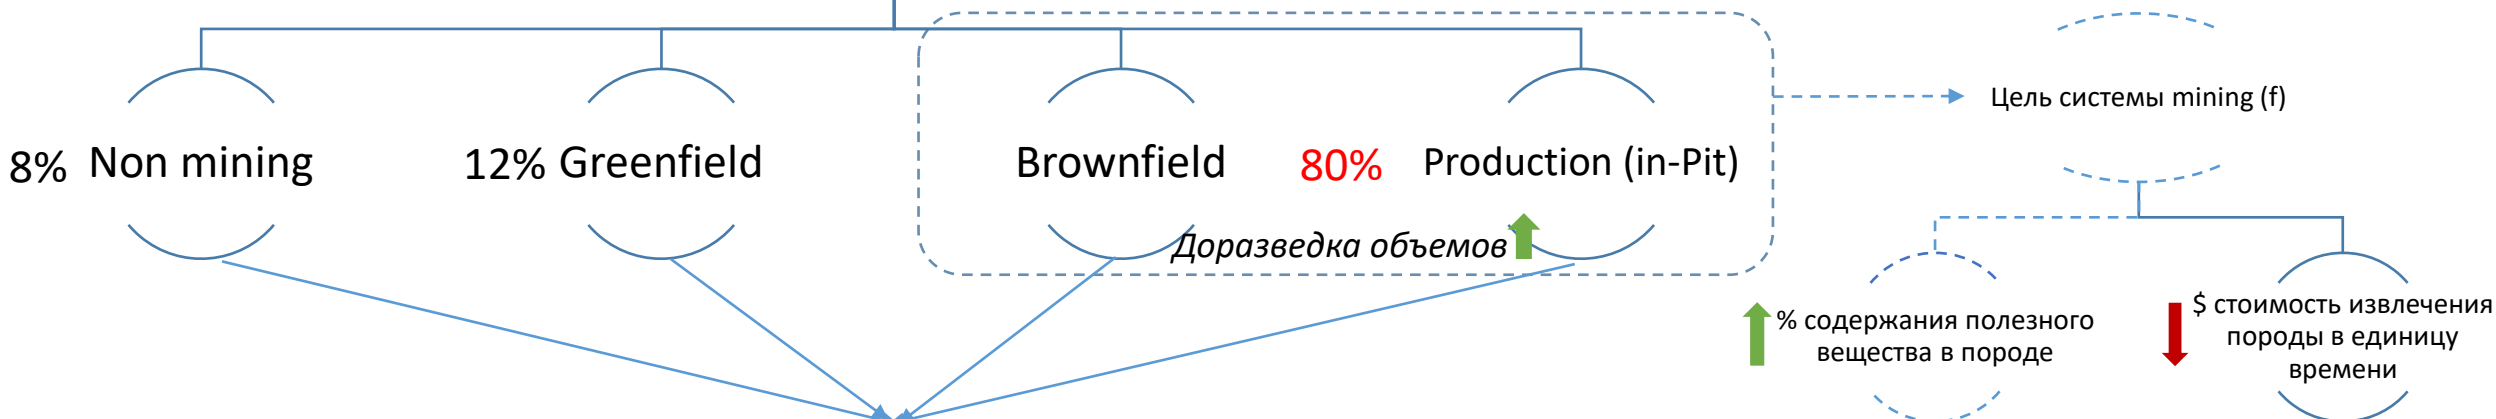 8% Non mining
12% Greenfield
Brownfield
80%
Production (in-Pit)
Доразведка объемов
Цель системы mining (f)
% содержания полезного
вещества в породе
$ стоимость извлечения
породы в единицу
времени